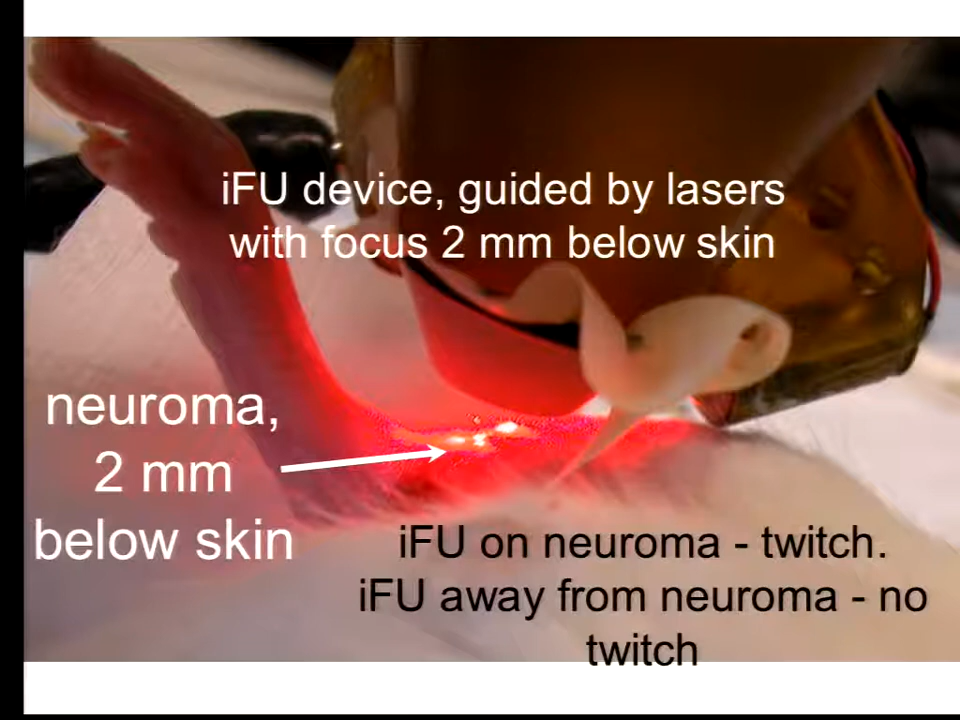 iFU device, guided by lasers
with focus 2 mm below skin
neuroma,
2 mm
below skin
iFU on neuroma - twitch.
iFU away from neuroma - no
twitch